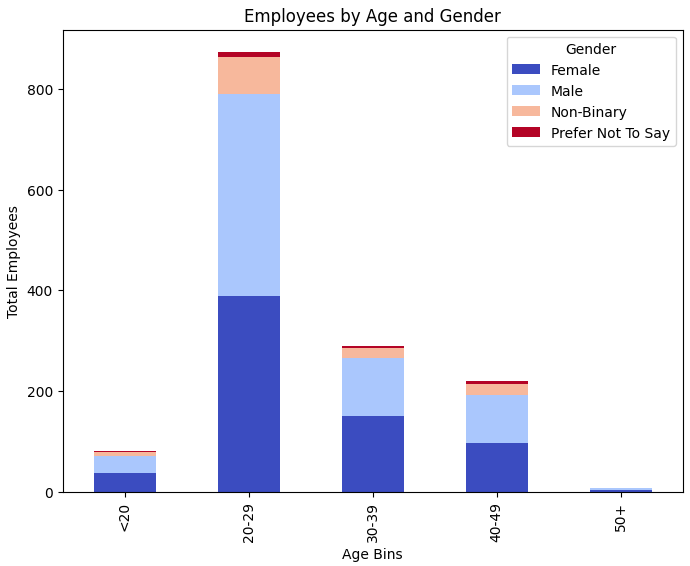 Employees by Age and Gender
Gender
Female
Male
Non-Binary
Prefer Not To Say
Total Employees
800
600
400
200
0
<20
20-29
30-39
40-49
50+
Age Bins